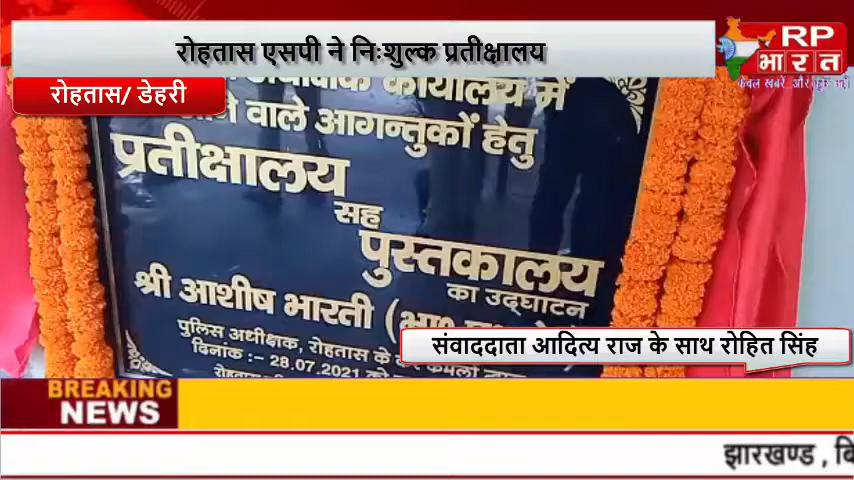 रोहतास एसपी ने निःशुल्क प्रतीक्षालय
RP
भारत
रोहतास/ डेहरी
कार्यालय में
वाले आगन्तुकों हेतु
प्रतीक्षालय
सह
पुस्तकालय
का उद्घाटन
श्री आशीष भारती
पुलिस अधीक्षक, रोहतास के
दिनांक :– 28.07.2021 को
संवाददाता आदित्य राज के साथ रोहित सिंह
BREAKING
NEWS
झारखण्ड , बि